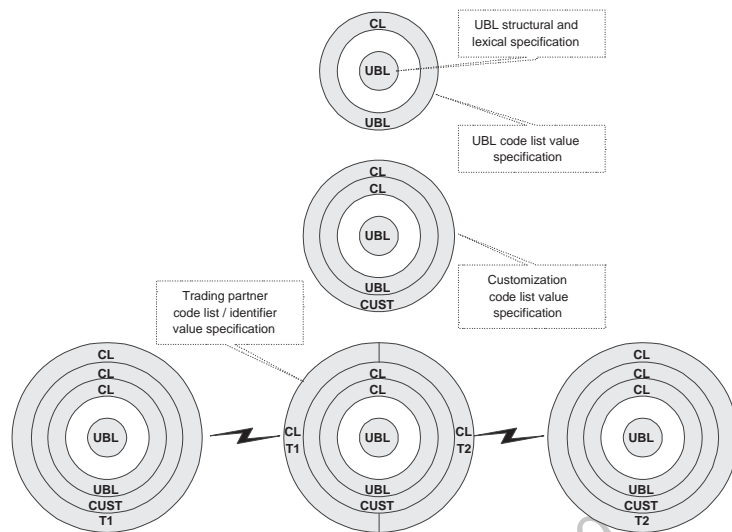 CL
UBL
UBL
UBL structural and
lexical specification
UBL code list value
specification
CL
CL
UBL
UBL
CUST
Customization
code list value
specification
Trading partner
code list / identifier
value specification
CL
CL
CL
UBL
UBL
CUST
T1
CL
CL
CL
T1
UBL
CL
T2
UBL
CUST
CL
CL
CL
UBL
UBL
CUST
T2